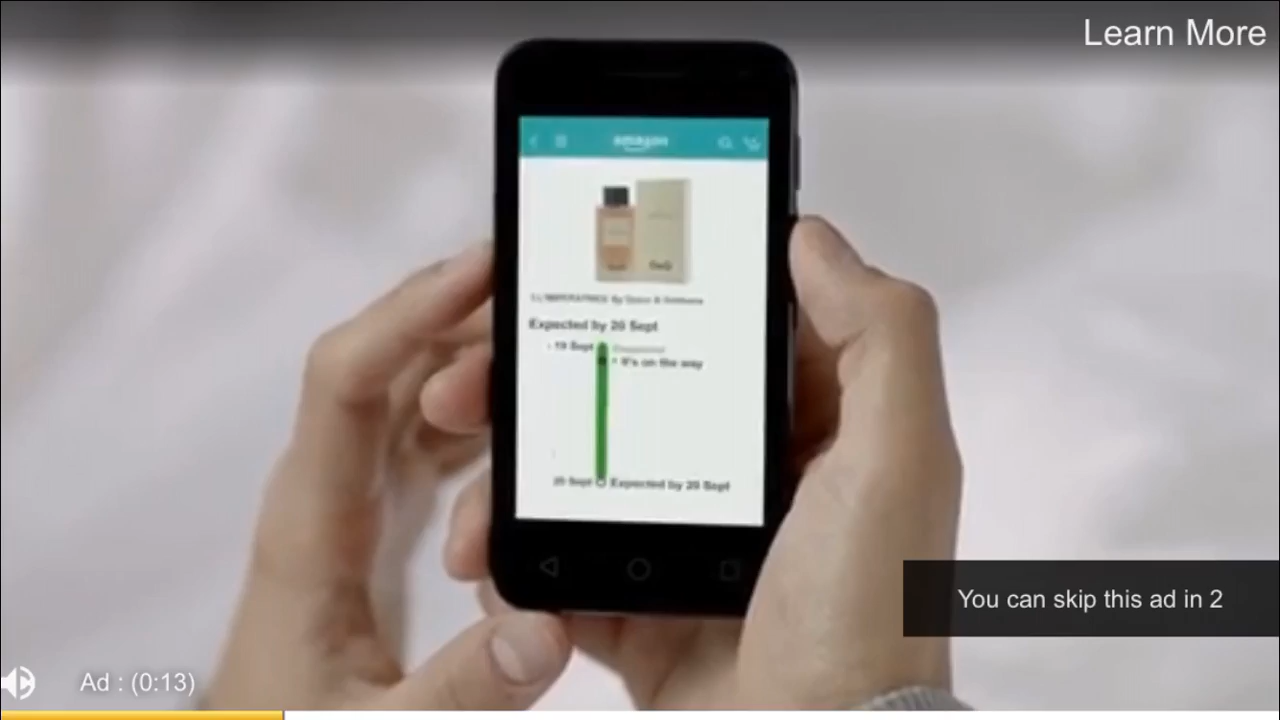 Learn More
amazon
Expected by 20 Sept
19 Sept
It's on the way
20 Sept Expected by 20 Sept
You can skip this ad in 2
Ad : (0:13)